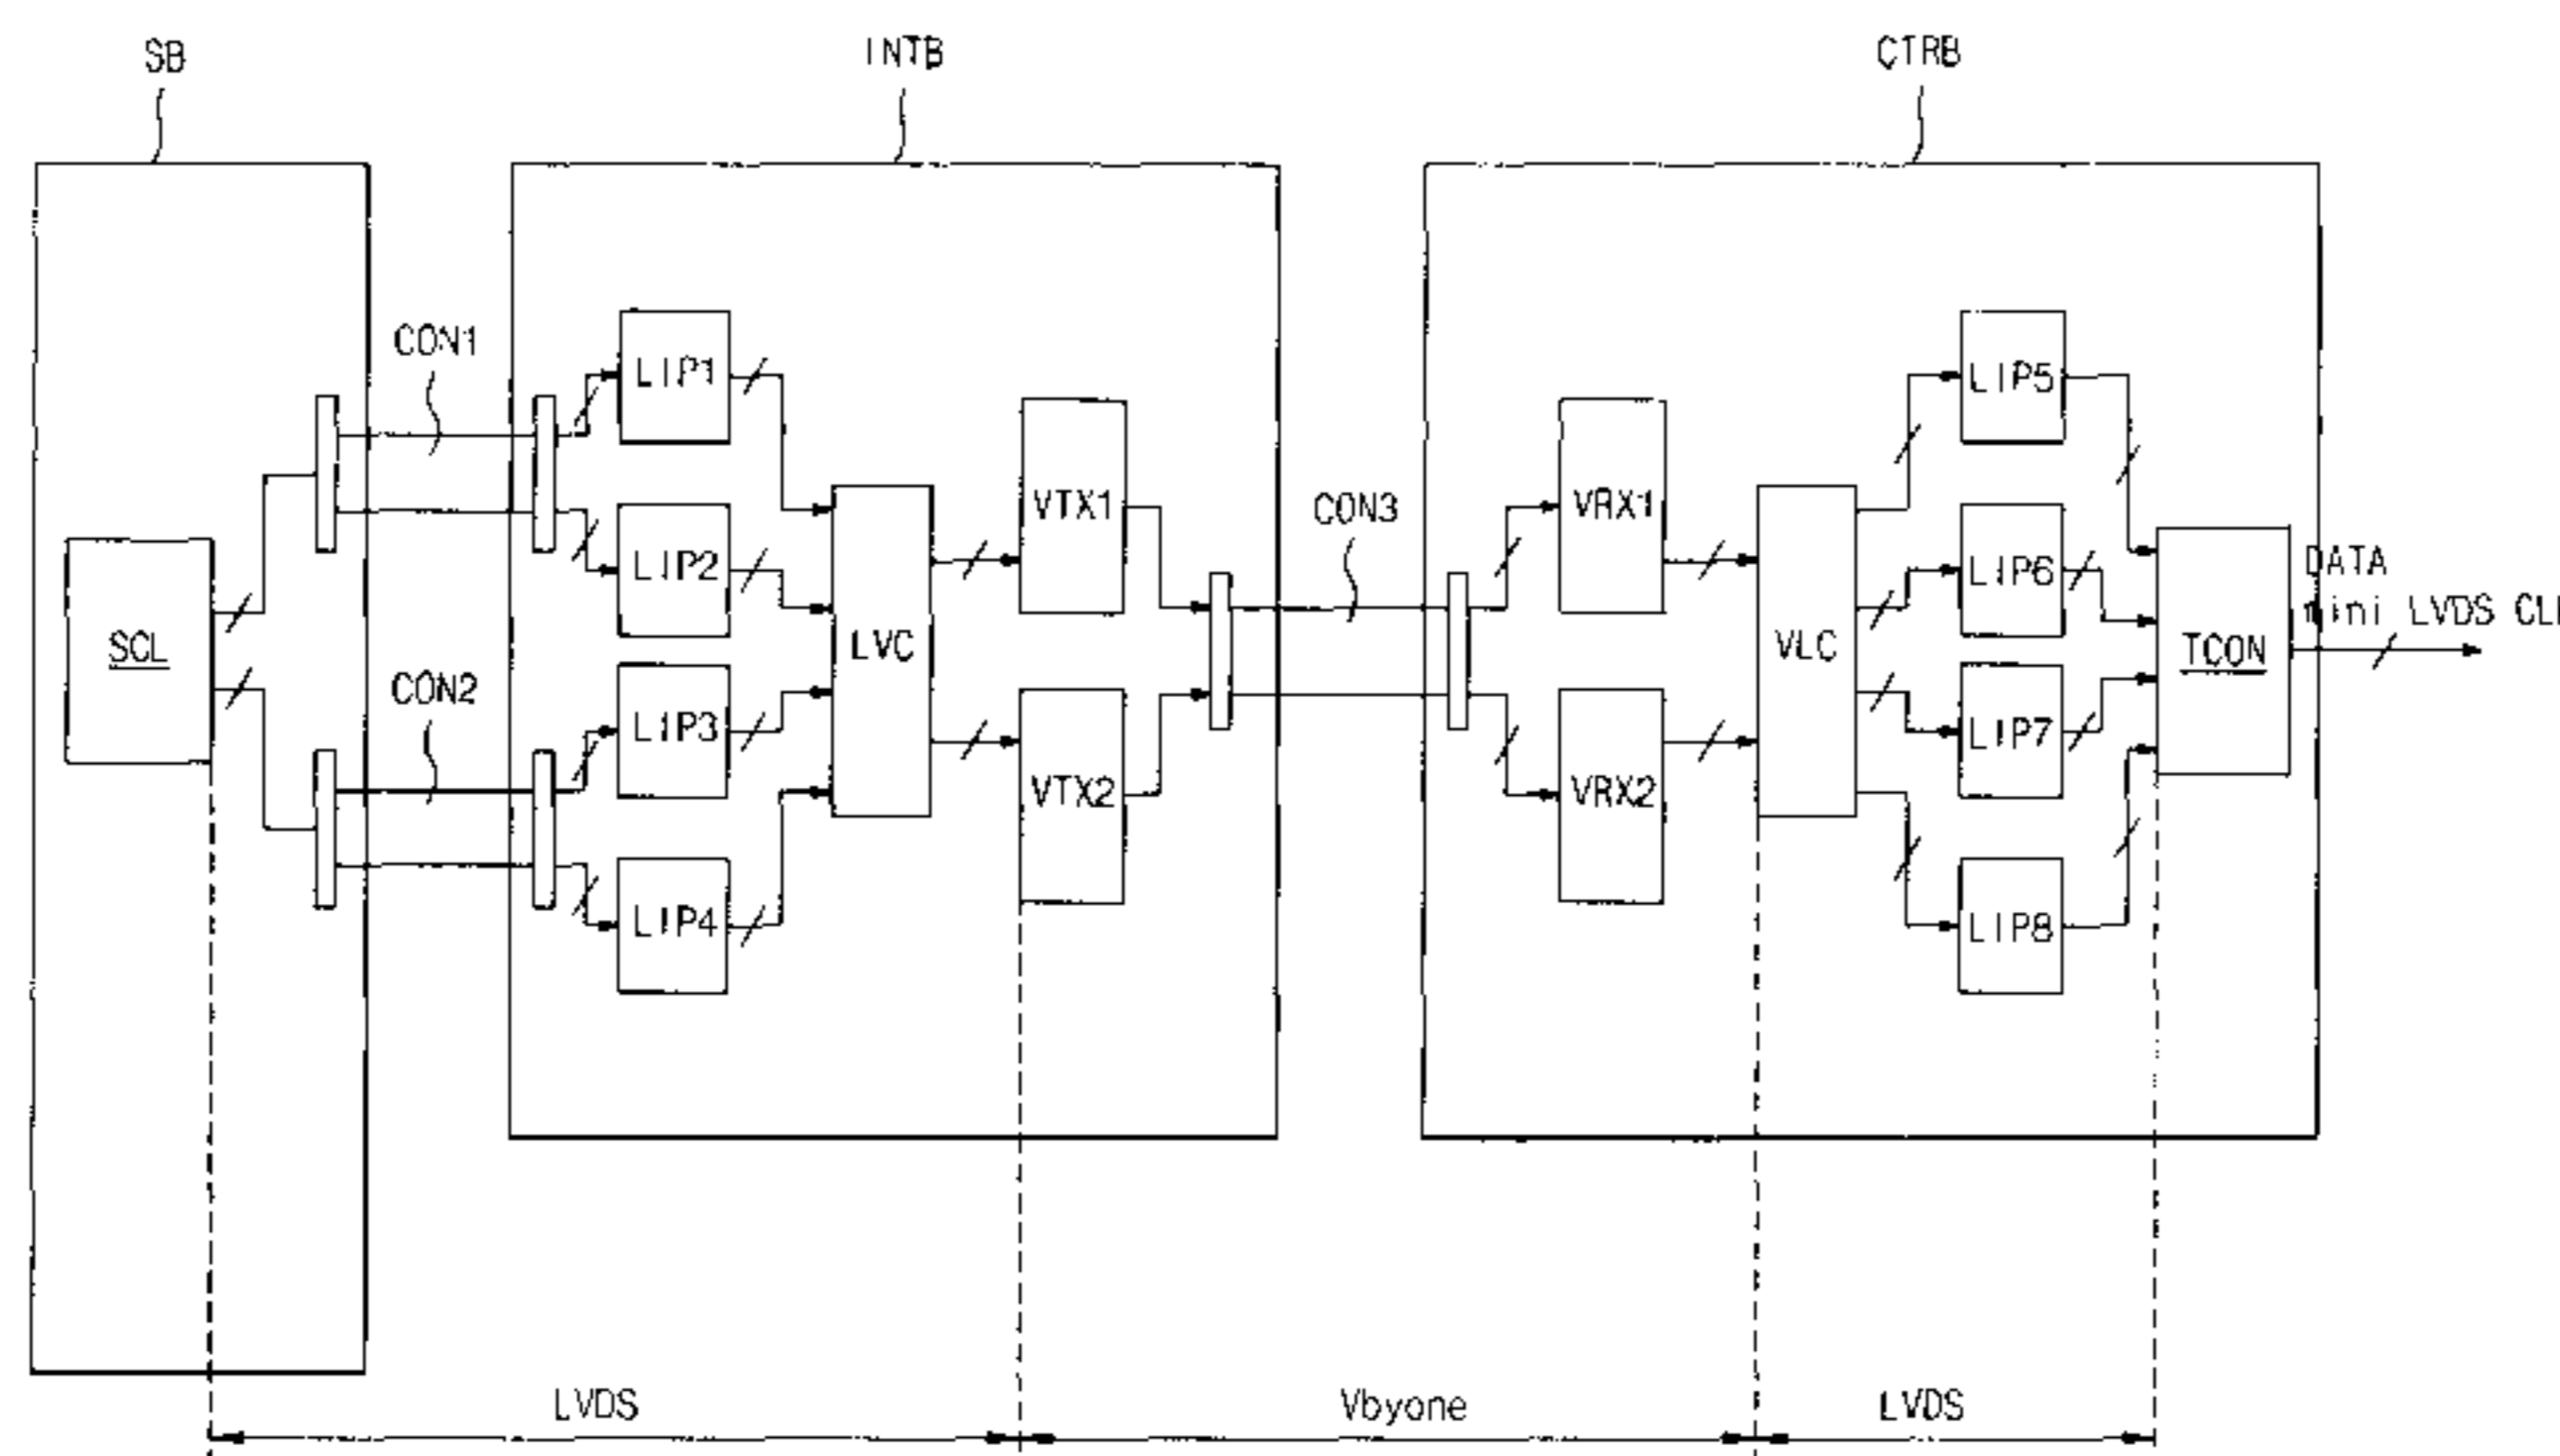 SB
INTB
CTRB
CON1
CON2
CON3
SCL
LIP1
LIP2
LIP3
LIP4
LVC
VTX1
VTX2
VRX1
VRX2
VLC
LIP5
LIP6
LIP7
LIP8
TCON
DATA
mini LVDS
LVDS
Vbyone
LVDS